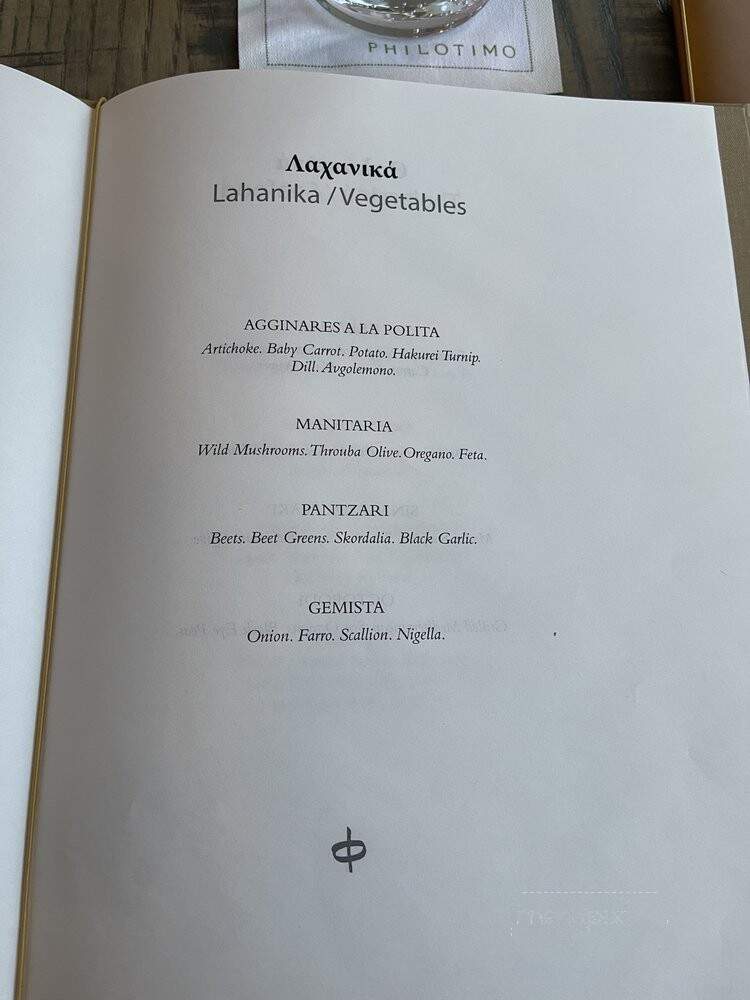 PHILOTIMO
Λαχανικά
Lahanika / Vegetables
AGGINARES A LA POLITA
Artichoke. Baby Carrot. Potato. Hakurei Turnip.
Dill. Avgolemono.
MANITARIA
Wild Mushrooms. Throuba Olive. Oregano. Feta.
PANTZARI
Beets. Beet Greens. Skordalia. Black Garlic.
GEMISTA
Onion. Farro. Scallion. Nigella.